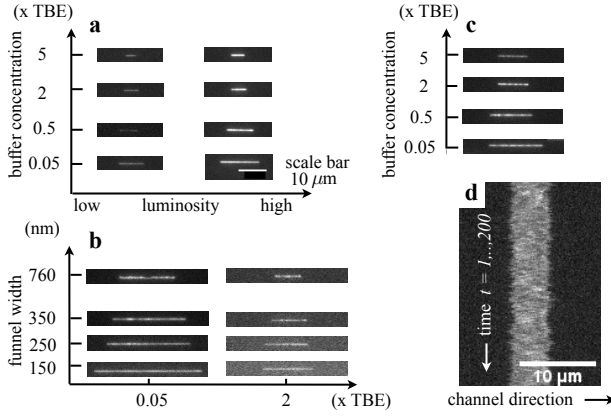 (x TBE)
a
buffer concentration
5
2
0.5
0.05
scale bar
10 μm
low
luminosity
high
(x TBE)
c
buffer concentration
5
2
0.5
0.05
(nm)
b
funnel width
760
350
250
150
0.05
2
(x TBE)
d
time t = 1,..,200
10 μm
channel direction